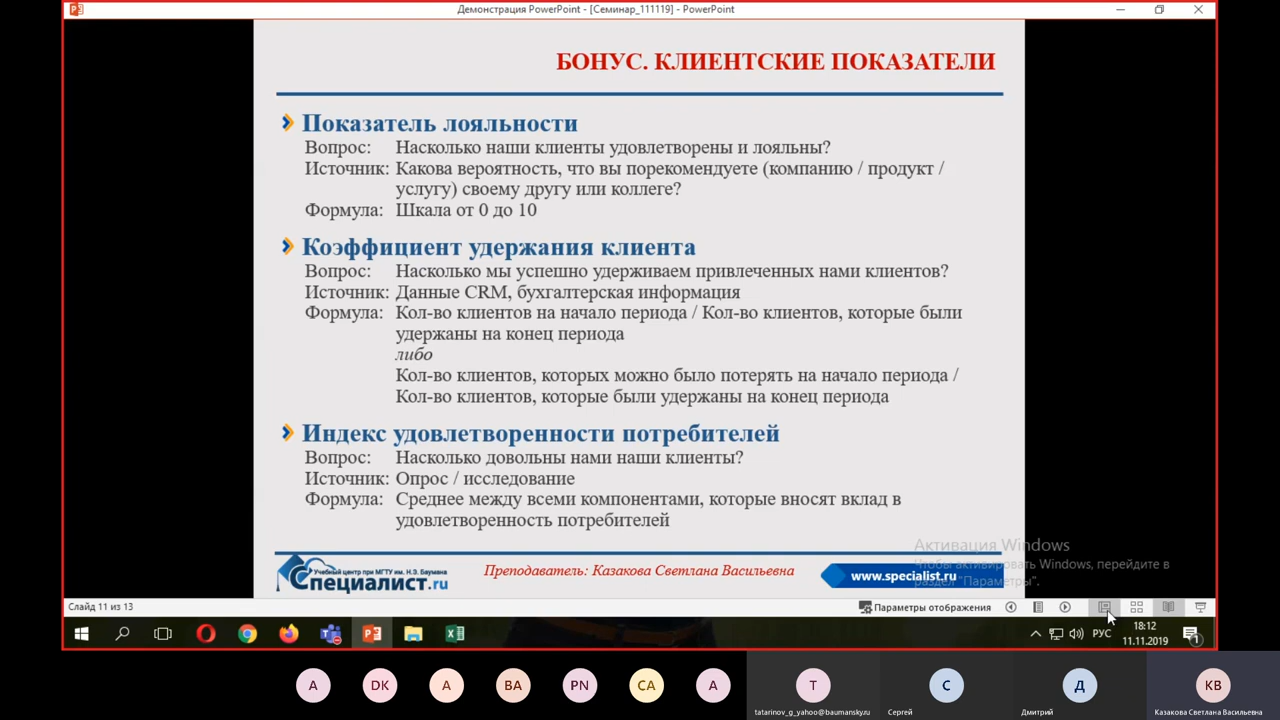 Демонстрация PowerPoint - [Семинар_111119] - PowerPoint
БОНУС. КЛИЕНТСКИЕ ПОКАЗАТЕЛИ
Показатель лояльности
Вопрос: Насколько наши клиенты удовлетворены и лояльны?
Источник: Какова вероятность, что вы порекомендуете (компанию / продукт /
услугу) своему другу или коллеге?
Формула: Шкала от 0 до 10
Коэффициент удержания клиента
Вопрос: Насколько мы успешно удерживаем привлеченных нами клиентов?
Источник: Данные CRM, бухгалтерская информация
Формула: Кол-во клиентов на начало периода / Кол-во клиентов, которые были
удержаны на конец периода
либо
Кол-во клиентов, которых можно было потерять на начало периода /
Кол-во клиентов, которые были удержаны на конец периода
Индекс удовлетворенности потребителей
Вопрос: Насколько довольны нами наши клиенты?
Источник: Опрос / исследование
Формула: Среднее между всеми компонентами, которые вносят вклад в
удовлетворенность потребителей
Активация Windows
Чтобы активировать Windows, перейдите в
раздел "Параметры".
Учебный центр при МГТУ им. Н.Э. Баумана
Специалист.ru
Преподаватель: Казакова Светлана Васильевна
www.specialist.ru
Слайд 11 из 13
Параметры отображения
РУС
18:12
11.11.2019
1
A
DK
A
BA
PN
CA
A
T
С
Д
КВ
tatarinov_g_yahoo@baumansky.ru
Сергей
Дмитрий
Казакова Светлана Васильевна